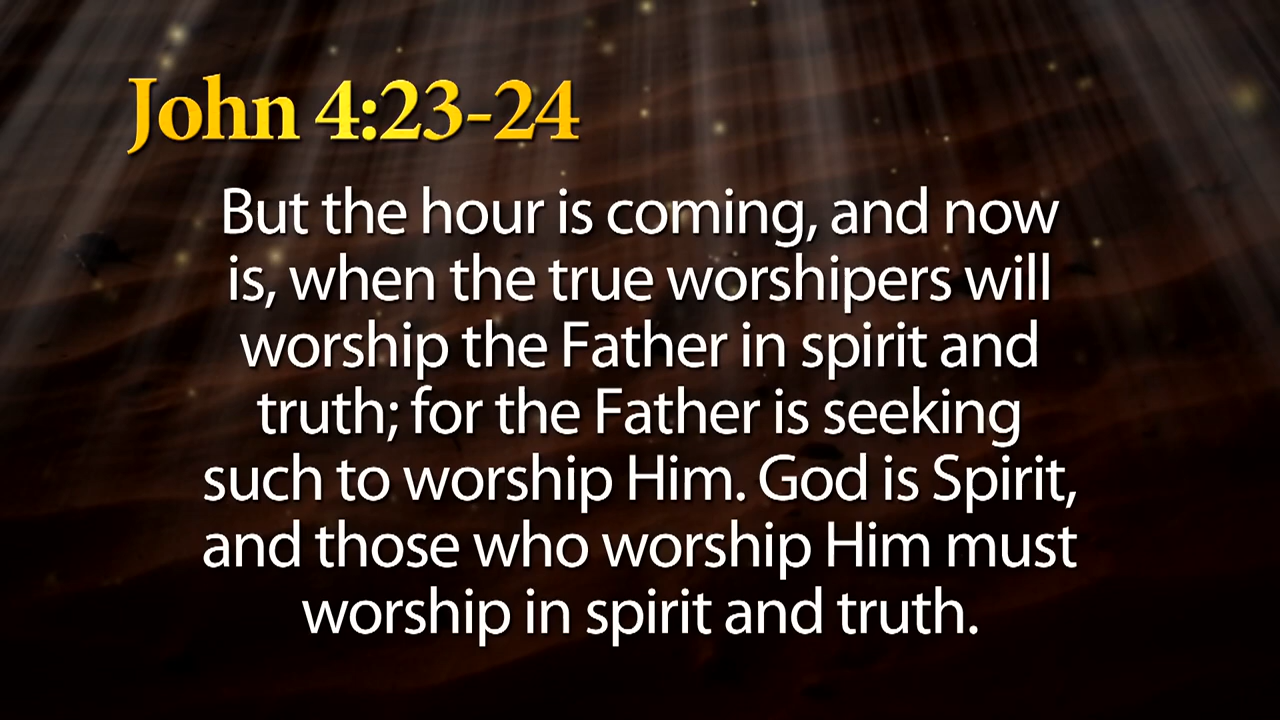 John 4:23-24
But the hour is coming, and now
is, when the true worshipers will
worship the Father in spirit and
truth; for the Father is seeking
such to worship Him. God is Spirit,
and those who worship Him must
worship in spirit and truth.